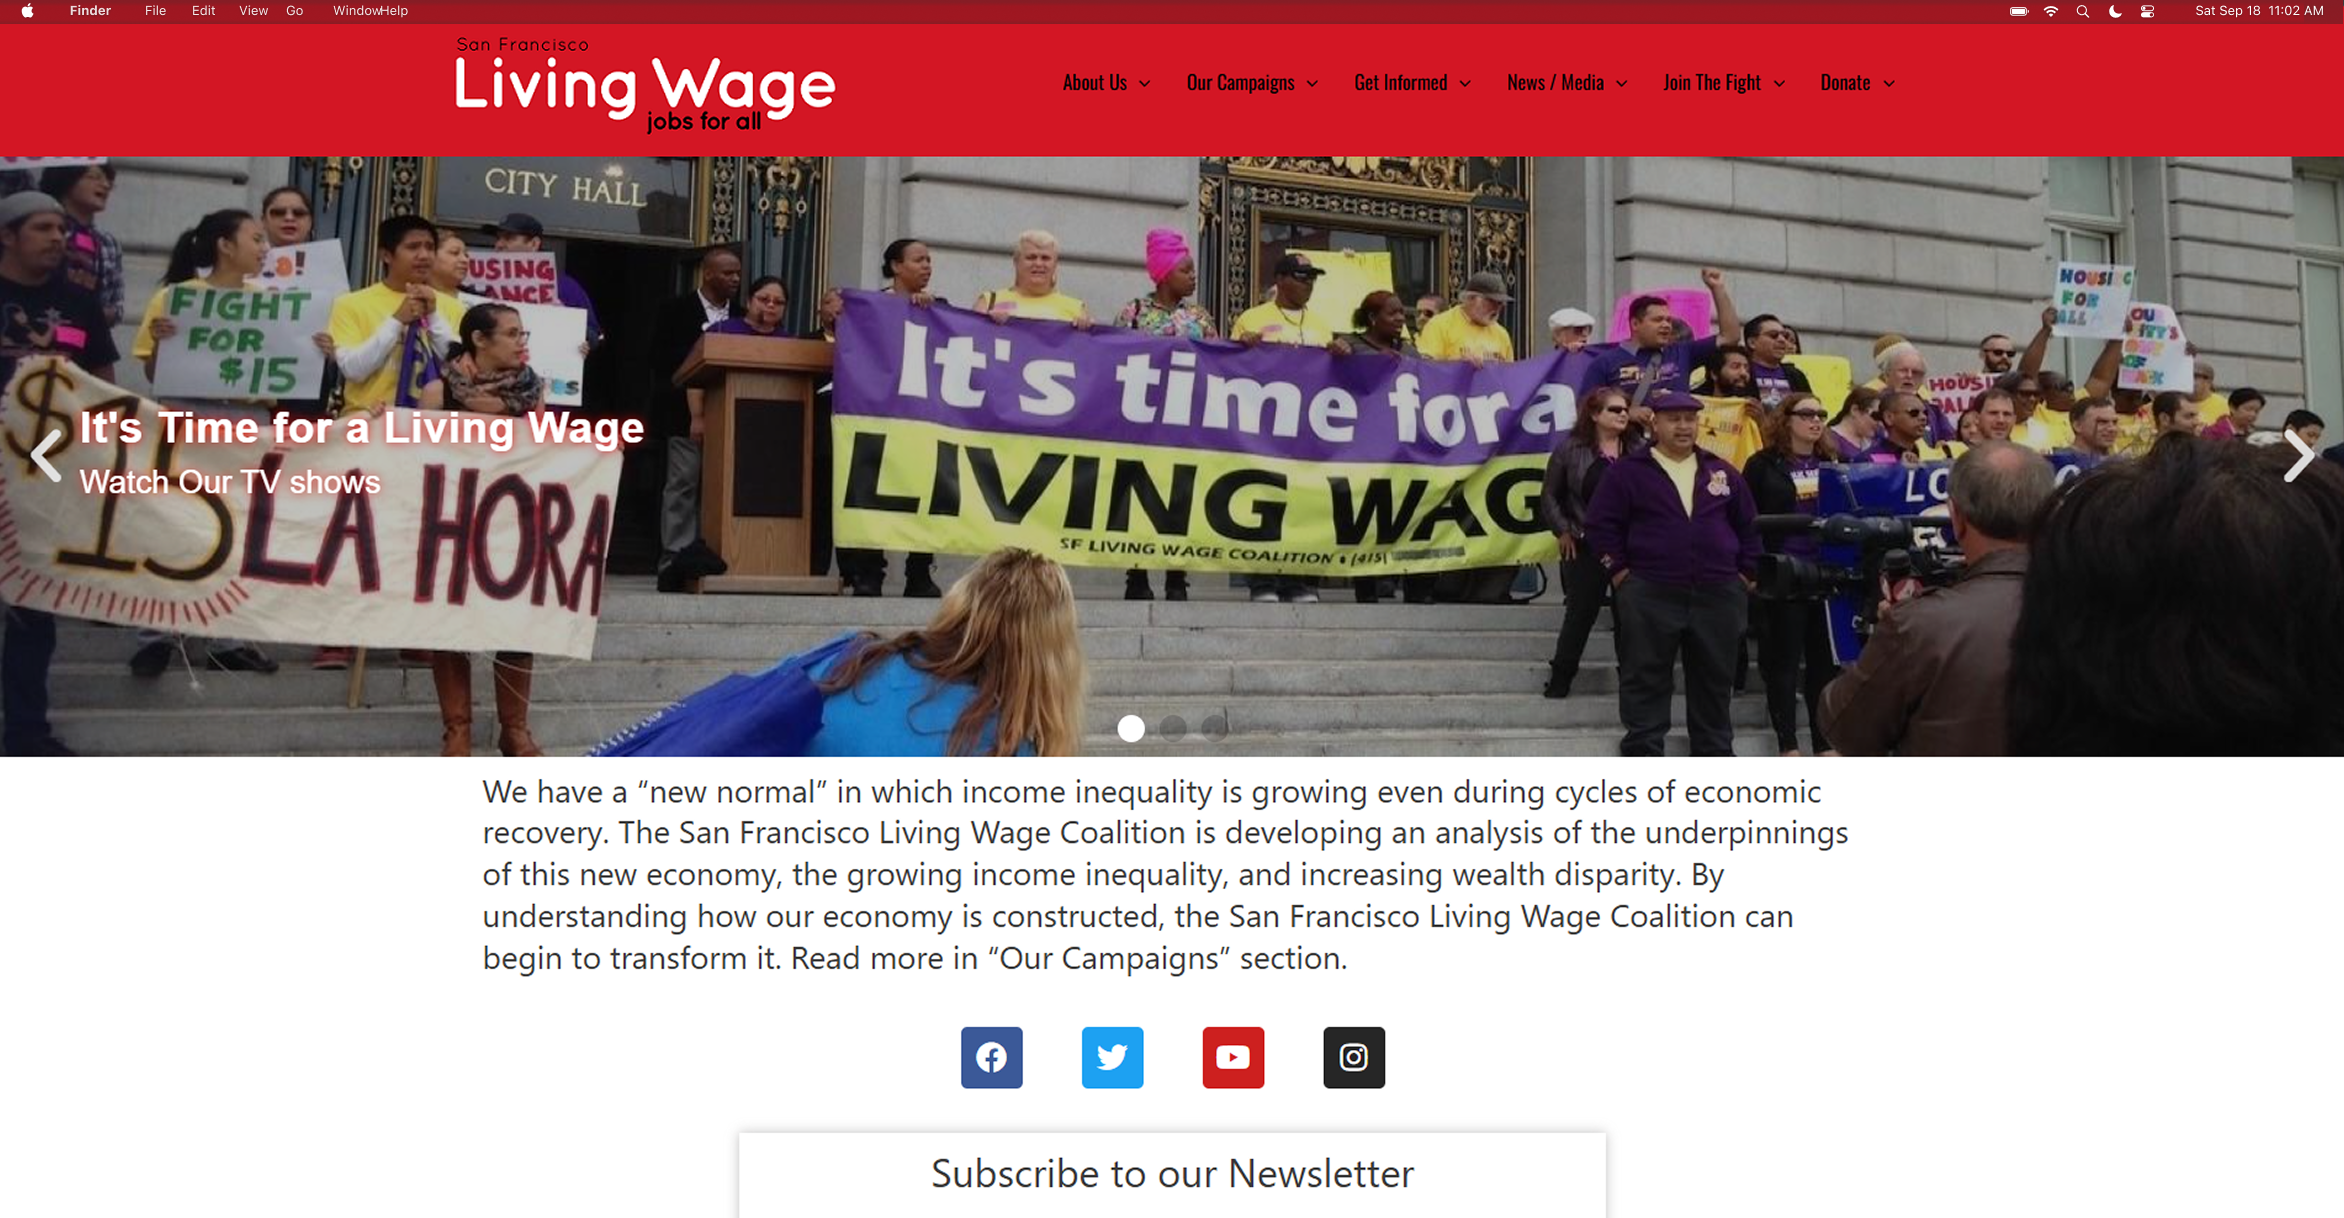 Finder File Edit View Go Window Help
Sat Sep 18 11:02 AM
San Francisco
Living Wage
jobs for all
About Us
Our Campaigns
Get Informed
News / Media
Join The Fight
Donate
CITY HALL
FIGHT
FOR
$15
$15 LA HORA
It's Time for a Living Wage
Watch Our TV shows
It's time for a
LIVING WAG
SF LIVING WAGE COALITION • (415)
HOUSING
FOR
ALL
We have a “new normal” in which income inequality is growing even during cycles of economic
recovery. The San Francisco Living Wage Coalition is developing an analysis of the underpinnings
of this new economy, the growing income inequality, and increasing wealth disparity. By
understanding how our economy is constructed, the San Francisco Living Wage Coalition can
begin to transform it. Read more in “Our Campaigns” section.
Subscribe to our Newsletter